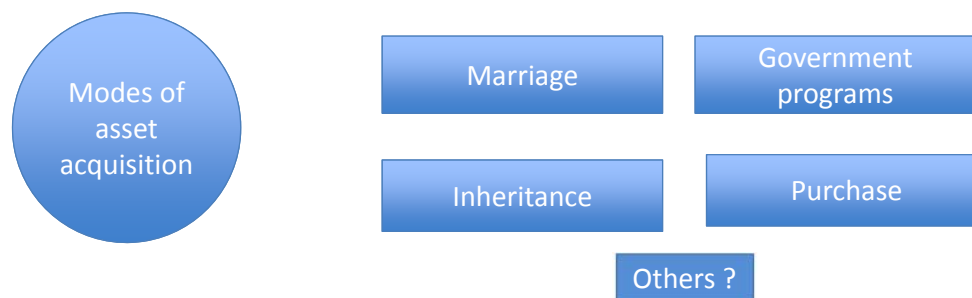 Modes of
asset
acquisition
Marriage
Government
programs
Inheritance
Purchase
Others ?